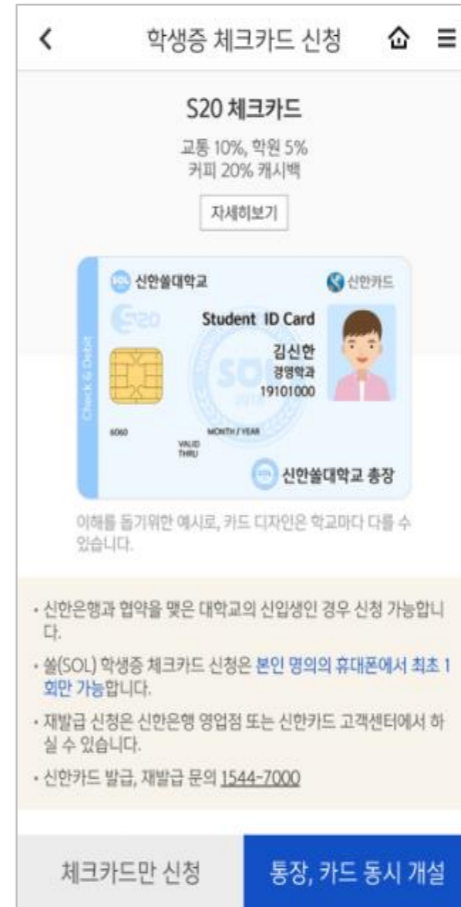 학생증 체크카드 신청
S20 체크카드
교통 10%, 학원 5%
커피 20% 캐시백
자세히보기
SOL 신한쏠대학교
신한카드
S20
Student ID Card
김신한
경영학과
19101000
Check & Debit
SOL
6060
MONTH / YEAR
VALID
THRU
신한쏠대학교 총장
이해를 돕기위한 예시로, 카드 디자인은 학교마다 다를 수
있습니다.
• 신한은행과 협약을 맺은 대학교의 신입생인 경우 신청 가능합니
다.
• 쏠(SOL) 학생증 체크카드 신청은 본인 명의의 휴대폰에서 최초 1
회만 가능합니다.
• 재발급 신청은 신한은행 영업점 또는 신한카드 고객센터에서 하
실 수 있습니다.
• 신한카드 발급, 재발급 문의 1544-7000
체크카드만 신청
통장, 카드 동시 개설